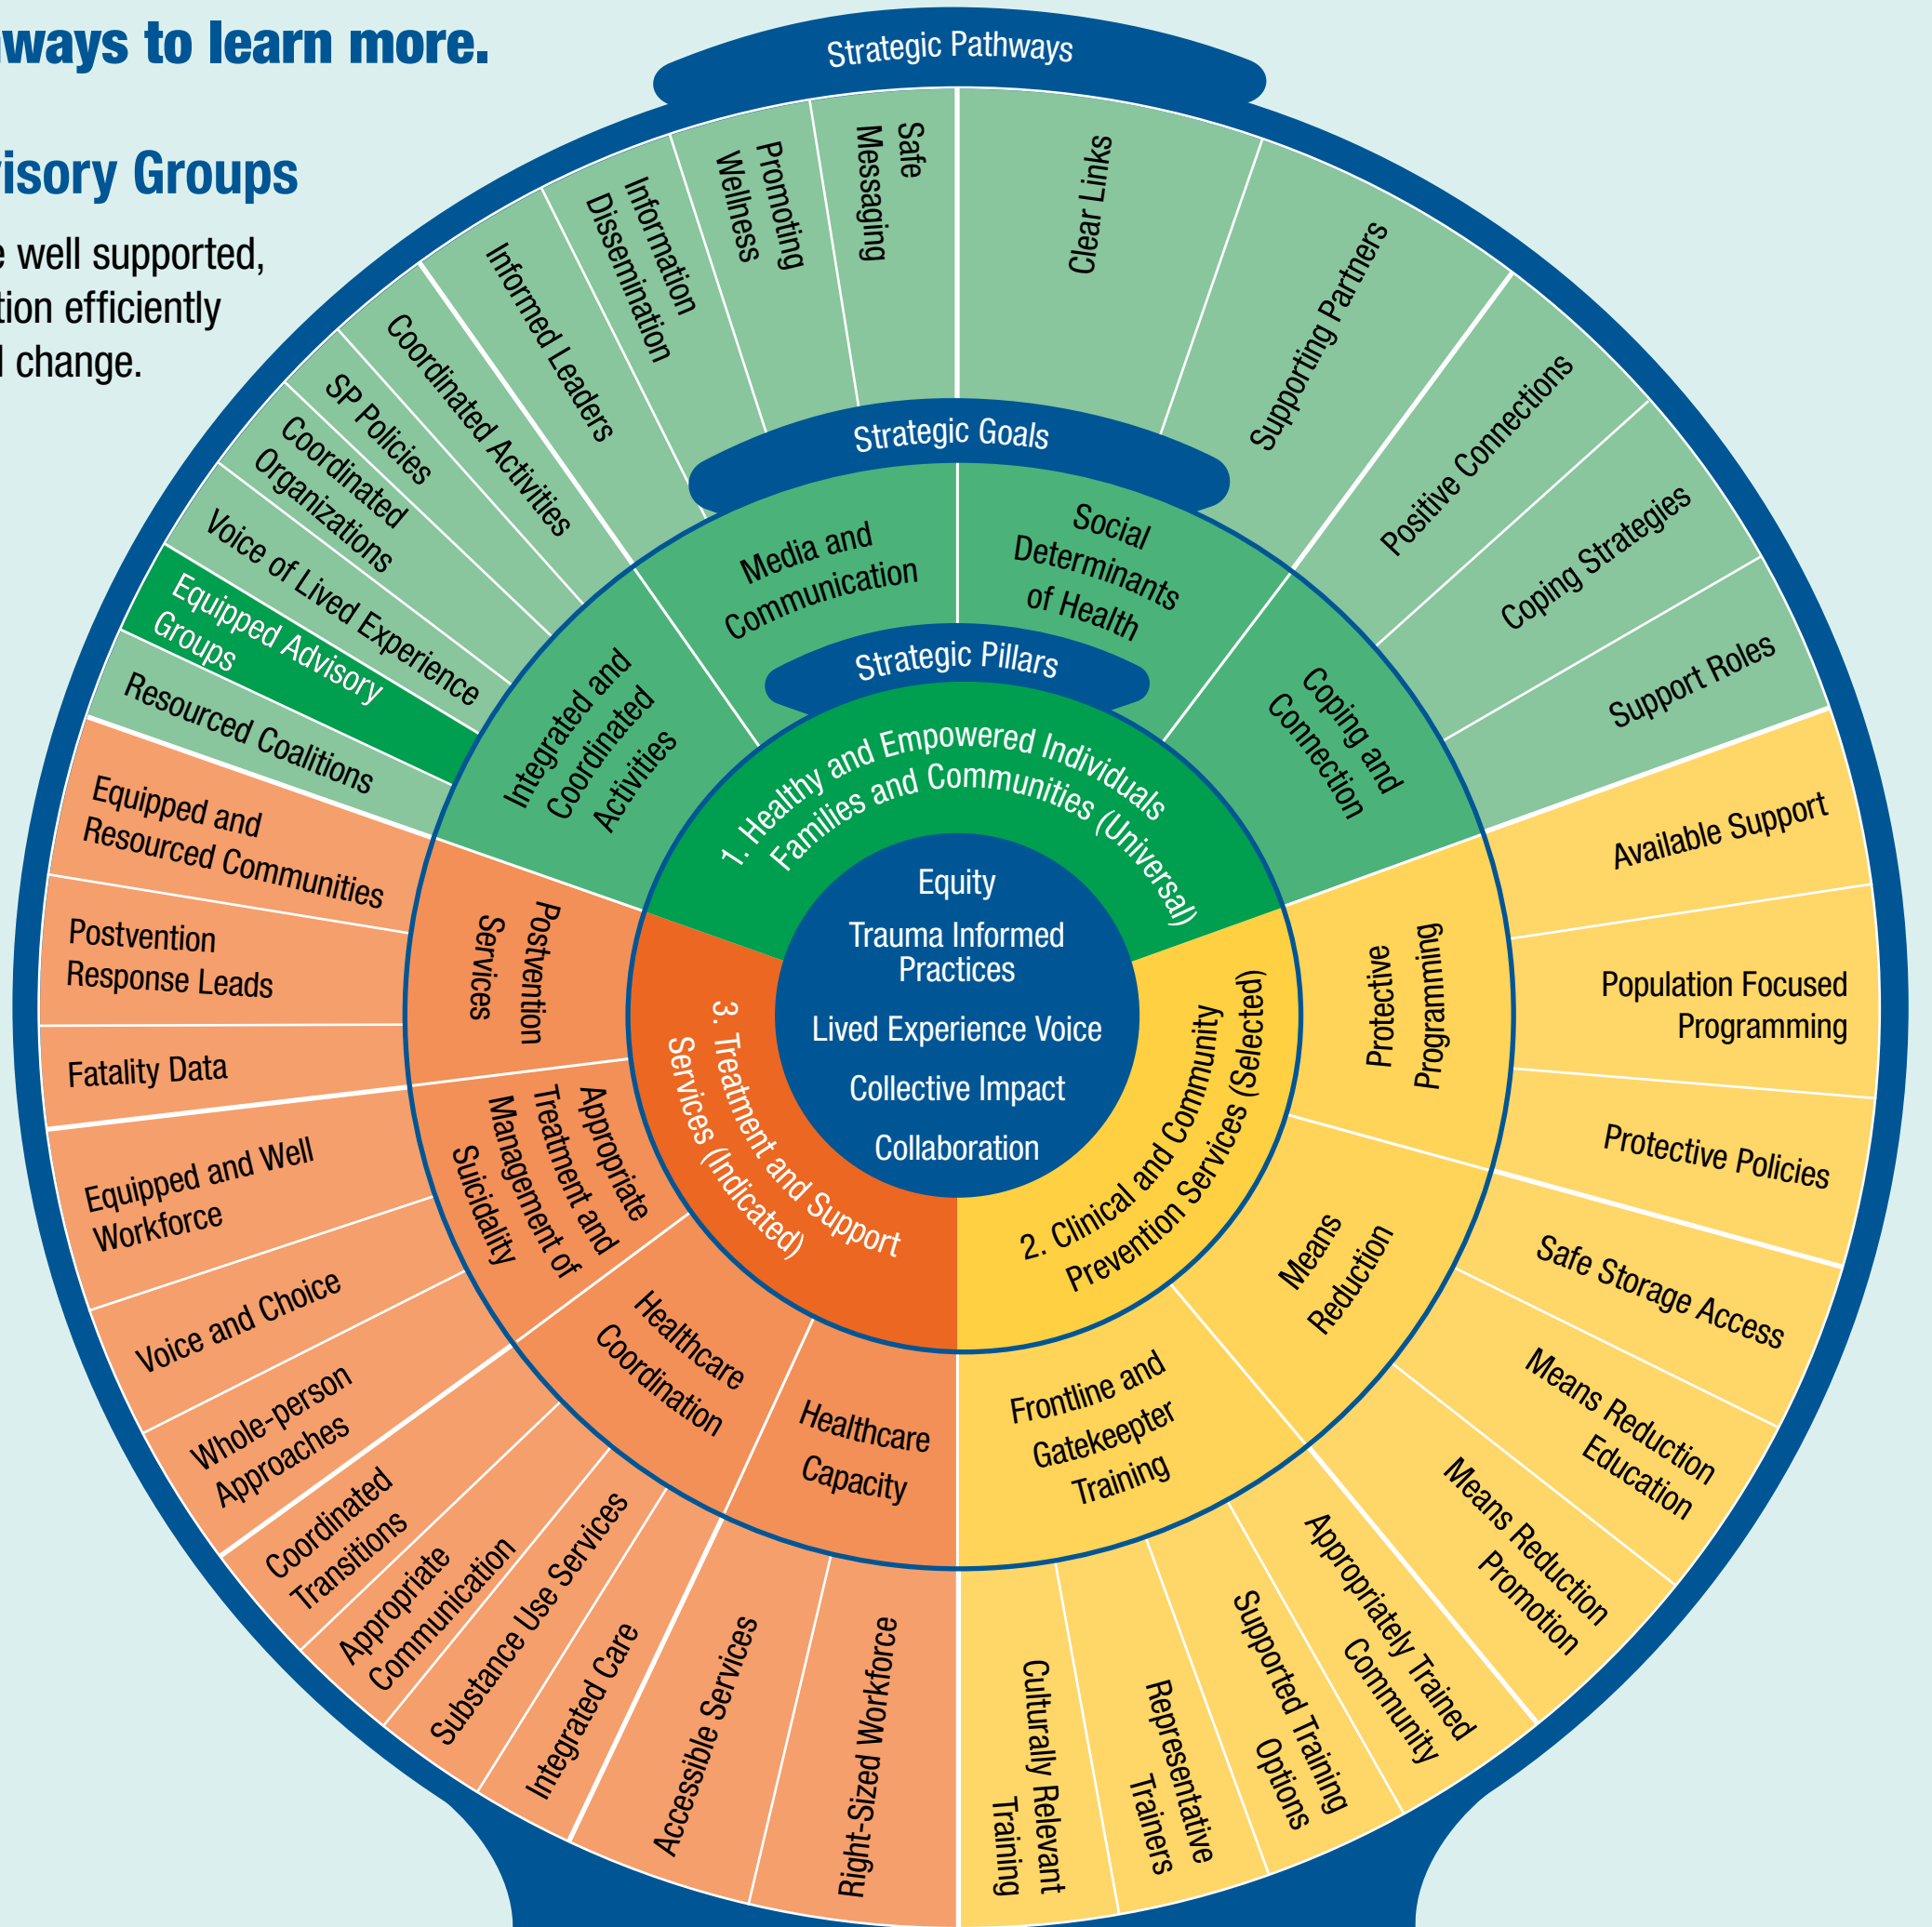 ways to learn more.
isory Groups
e well supported,
tion efficiently
l change.
Strategic Pathways
Safe
Messaging
Promoting
Wellness
Information
Dissemination
Informed Leaders
Coordinated Activities
SP Policies
Coordinated
Organizations
Voice of Lived Experience
Equipped Advisory
Groups
Resourced Coalitions
Clear Links
Supporting Partners
Positive Connections
Coping Strategies
Support Roles
Strategic Goals
Media and
Communication
Social
Determinants
of Health
Integrated and
Coordinated
Activities
Coping and
Connection
Strategic Pillars
1. Healthy and Empowered Individuals
Families and Communities (Universal)
Equity
Trauma Informed
Practices
Lived Experience Voice
Collective Impact
Collaboration
2. Clinical and Community
Prevention Services (Selected)
3. Treatment and Support
Services (Indicated)
Protective
Programming
Means
Reduction
Frontline and
Gatekeeper
Training
Available Support
Population Focused
Programming
Protective Policies
Safe Storage Access
Means Reduction
Education
Means Reduction
Promotion
Appropriately Trained
Community
Supported Training
Options
Representative
Trainers
Culturally Relevant
Training
Postvention
Services
Appropriate
Treatment and
Management of
Suicidality
Healthcare
Coordination
Healthcare
Capacity
Equipped and
Resourced Communities
Postvention
Response Leads
Fatality Data
Equipped and Well
Workforce
Voice and Choice
Whole-person
Approaches
Coordinated
Transitions
Appropriate
Communication
Substance Use Services
Integrated Care
Accessible Services
Right-Sized Workforce